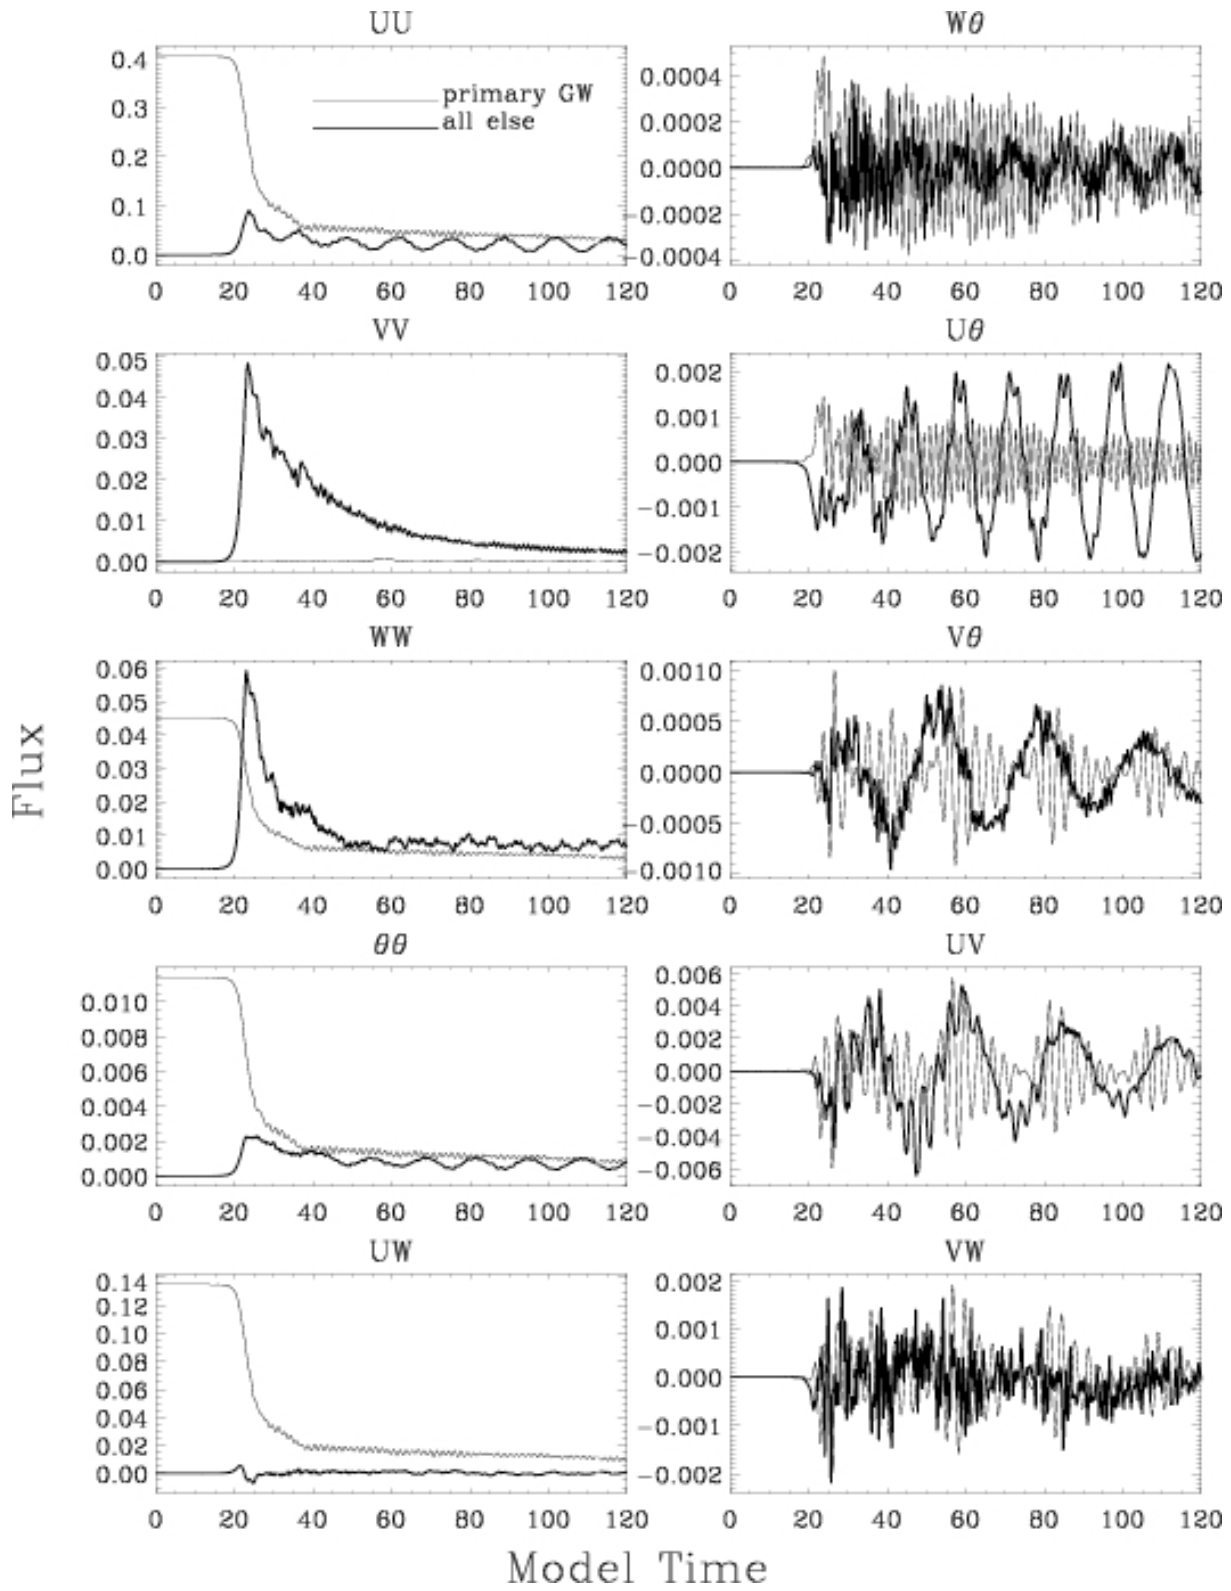 UU
0.4
0.3
0.2
0.1
0.0
primary GW
all else
0 20 40 60 80 100 120
Wθ
0.0004
0.0002
0.0000
−0.0002
−0.0004
0 20 40 60 80 100 120
VV
0.05
0.04
0.03
0.02
0.01
0.00
0 20 40 60 80 100 120
Uθ
0.002
0.001
0.000
−0.001
−0.002
0 20 40 60 80 100 120
WW
0.06
0.05
0.04
0.03
0.02
0.01
0.00
0 20 40 60 80 100 120
Vθ
0.0010
0.0005
0.0000
−0.0005
−0.0010
0 20 40 60 80 100 120
Flux
θθ
0.010
0.008
0.006
0.004
0.002
0.000
0 20 40 60 80 100 120
UV
0.006
0.004
0.002
0.000
−0.002
−0.004
−0.006
0 20 40 60 80 100 120
UW
0.14
0.12
0.10
0.08
0.06
0.04
0.02
0.00
0 20 40 60 80 100 120
VW
0.002
0.001
0.000
−0.001
−0.002
0 20 40 60 80 100 120
Model Time